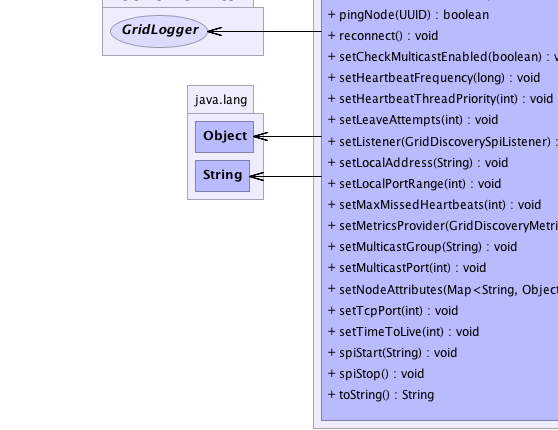 GridLogger
java.lang
Object
String
+ pingNode(UUID) : boolean
+ reconnect() : void
+ setCheckMulticastEnabled(boolean) : v
+ setHeartbeatFrequency(long) : void
+ setHeartbeatThreadPriority(int) : void
+ setLeaveAttempts(int) : void
+ setListener(GridDiscoverySpiListener) :
+ setLocalAddress(String) : void
+ setLocalPortRange(int) : void
+ setMaxMissedHeartbeats(int) : void
+ setMetricsProvider(GridDiscoveryMetri
+ setMulticastGroup(String) : void
+ setMulticastPort(int) : void
+ setNodeAttributes(Map<String, Object
+ setTcpPort(int) : void
+ setTimeToLive(int) : void
+ spiStart(String) : void
+ spiStop() : void
+ toString() : String